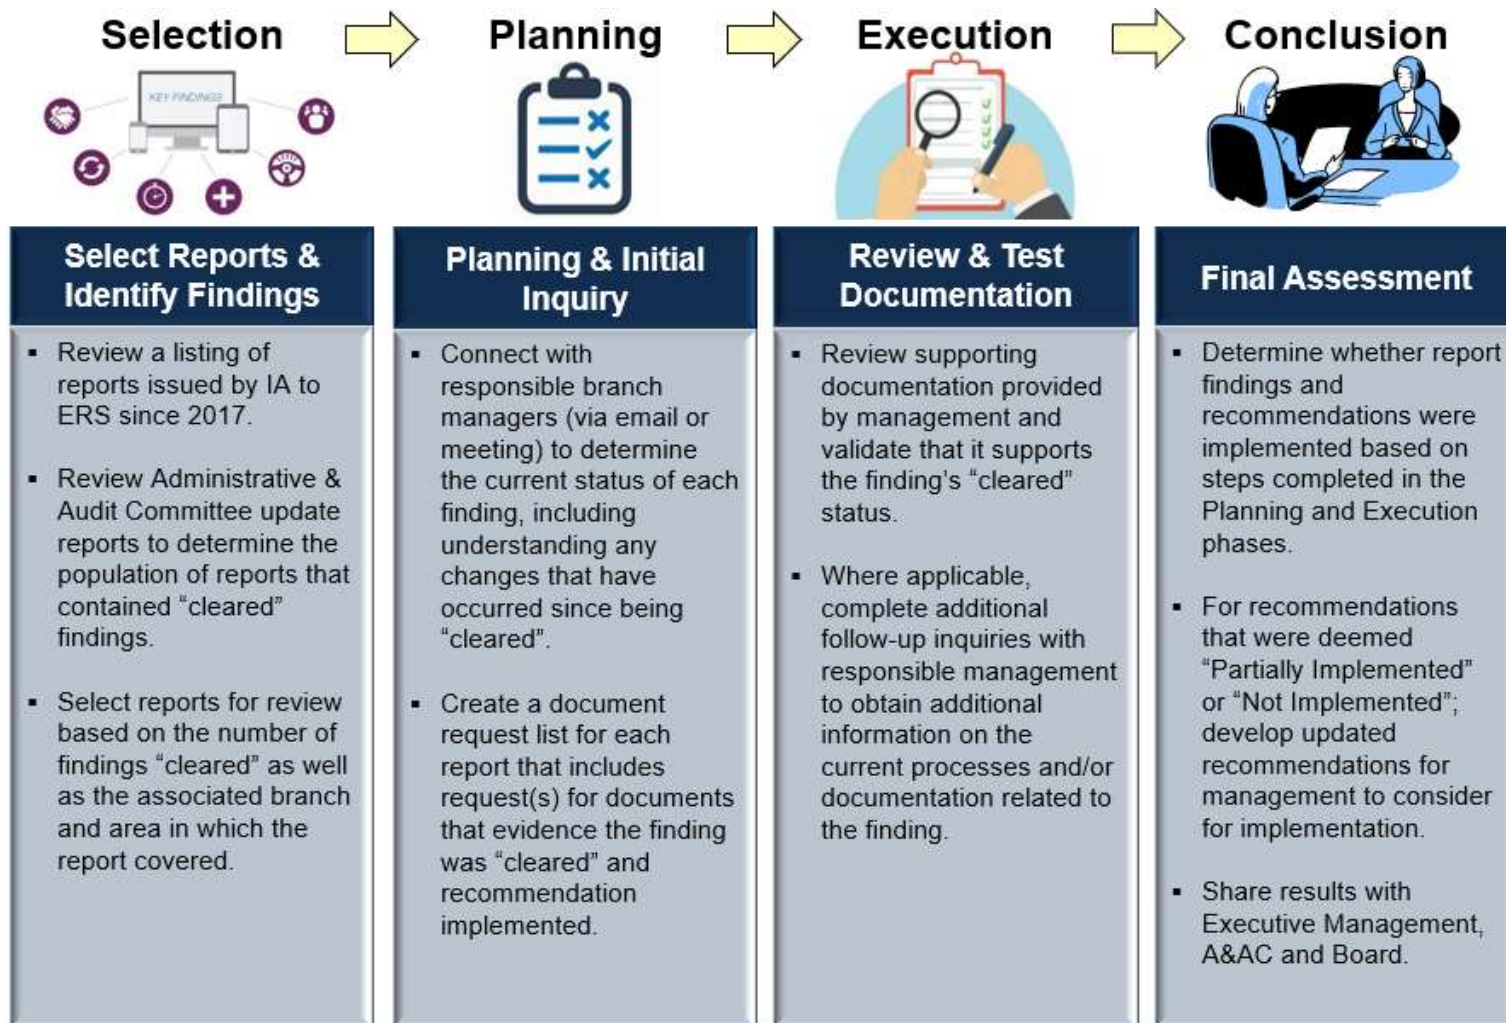 Selection
Planning
Execution
Conclusion
KEY FINDINGS
Select Reports &
Identify Findings
▪ Review a listing of
reports issued by IA to
ERS since 2017.
▪ Review Administrative &
Audit Committee update
reports to determine the
population of reports that
contained “cleared”
findings.
▪ Select reports for review
based on the number of
findings “cleared” as well
as the associated branch
and area in which the
report covered.
Planning & Initial
Inquiry
▪ Connect with
responsible branch
managers (via email or
meeting) to determine
the current status of each
finding, including
understanding any
changes that have
occurred since being
“cleared”.
▪ Create a document
request list for each
report that includes
request(s) for documents
that evidence the finding
was “cleared” and
recommendation
implemented.
Review & Test
Documentation
▪ Review supporting
documentation provided
by management and
validate that it supports
the finding’s “cleared”
status.
▪ Where applicable,
complete additional
follow-up inquiries with
responsible management
to obtain additional
information on the
current processes and/or
documentation related to
the finding.
Final Assessment
▪ Determine whether report
findings and
recommendations were
implemented based on
steps completed in the
Planning and Execution
phases.
▪ For recommendations
that were deemed
“Partially Implemented”
or “Not Implemented”;
develop updated
recommendations for
management to consider
for implementation.
▪ Share results with
Executive Management,
A&AC and Board.